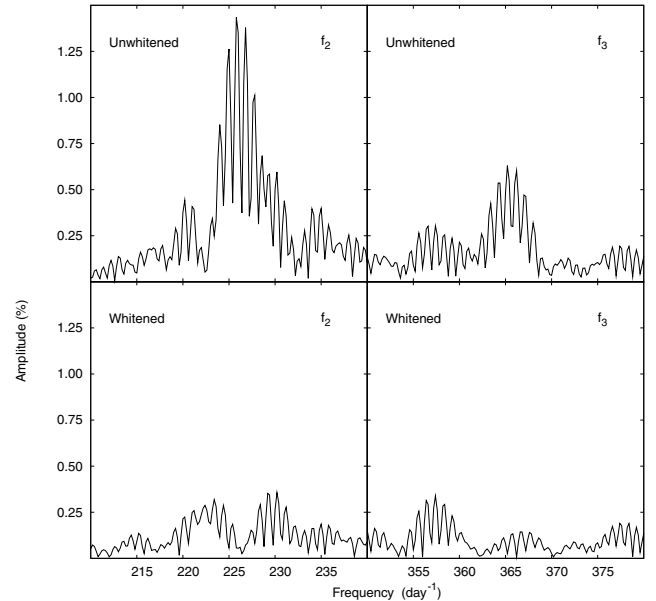 1.25
1.00
0.75
0.50
0.25
Unwhitened f2
Unwhitened f3
1.25
1.00
0.75
0.50
0.25
Whitened f2
Whitened f3
215 220 225 230 235
355 360 365 370 375
Amplitude (%)
Frequency (day-1)